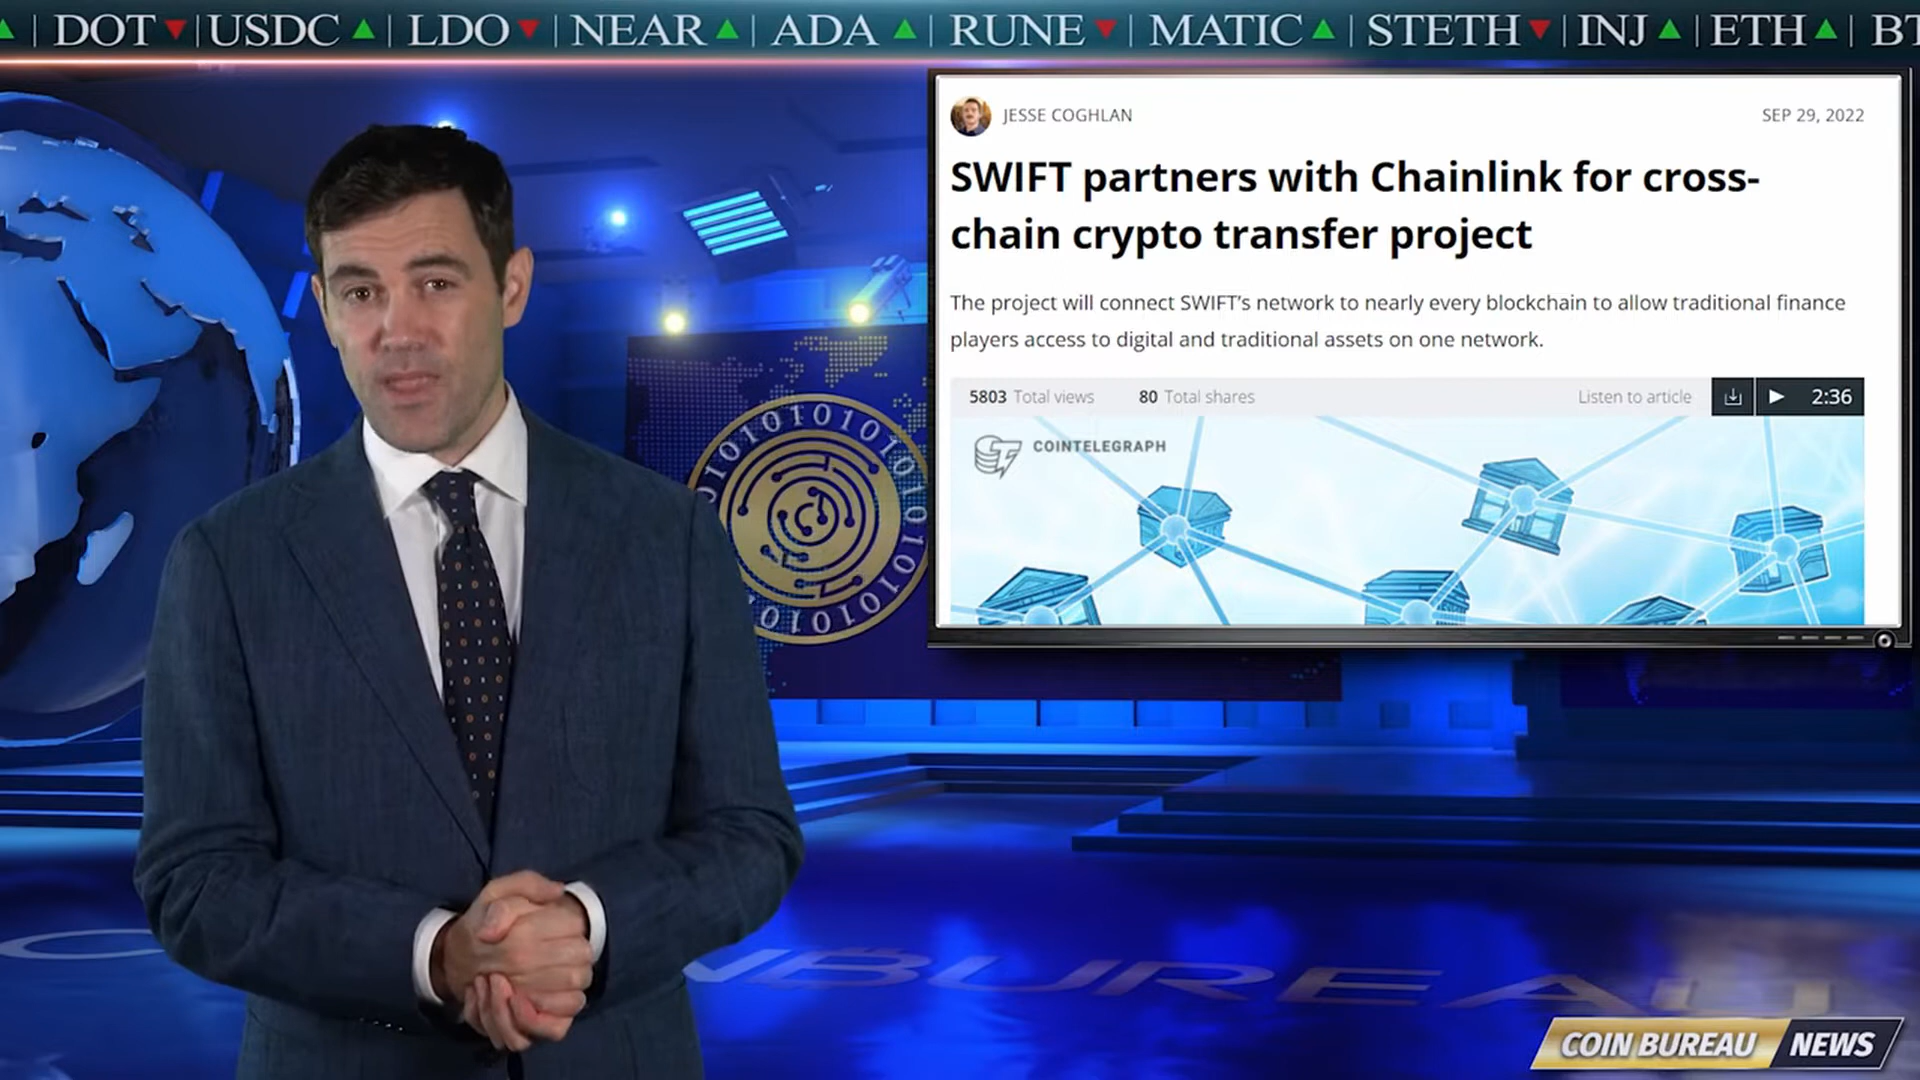 | DOT | USDC | LDO | NEAR | ADA | RUNE | MATIC | STETH | INJ | ETH |
JESSE COGHLAN
SEP 29, 2022
SWIFT partners with Chainlink for cross-
chain crypto transfer project
The project will connect SWIFT's network to nearly every blockchain to allow traditional finance
players access to digital and traditional assets on one network.
5803 Total views
80 Total shares
Listen to article
2:36
COINTELEGRAPH
COIN BUREAU NEWS